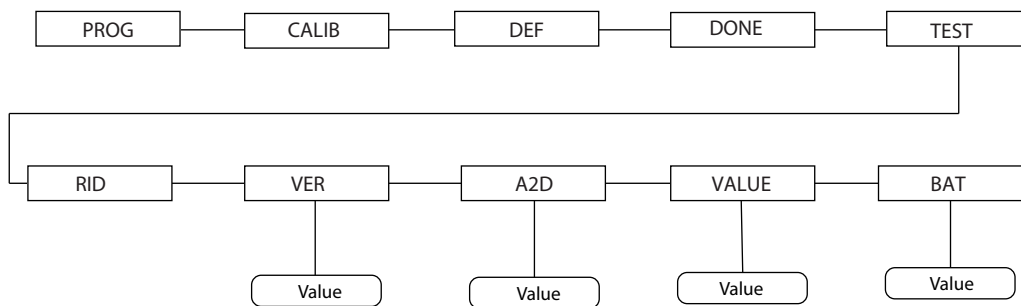 PROG CALIB DEF DONE TEST
RID VER A2D VALUE BAT
Value Value Value Value